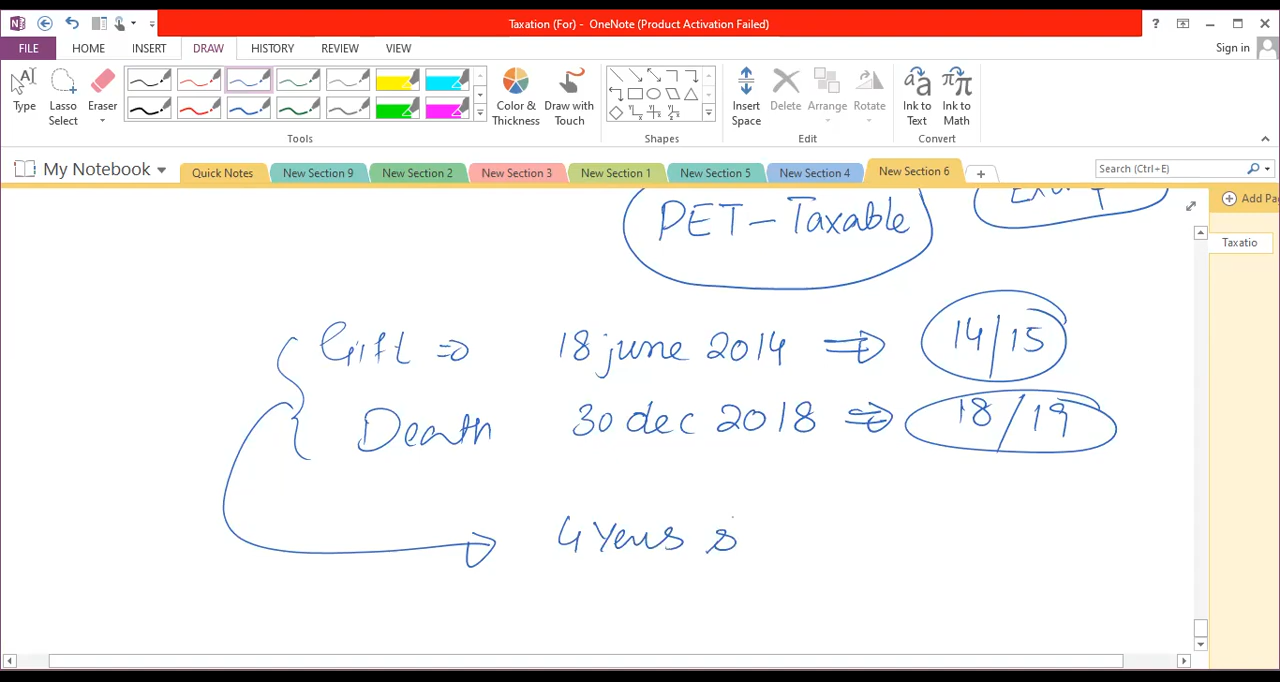 Taxation (For) - OneNote (Product Activation Failed)
?
FILE HOME INSERT DRAW HISTORY REVIEW VIEW
Sign in
Type Lasso Select Eraser Color & Thickness Draw with Touch Insert Space Delete Arrange Rotate Ink to Text Ink to Math
Tools Shapes Edit Convert
My Notebook Quick Notes New Section 9 New Section 2 New Section 3 New Section 1 New Section 5 New Section 4 New Section 6 Search (Ctrl+E)
Add Pa
Taxatio
PET - Taxable
Gift ⇒ 18 june 2014 ⇒ 14/15
Death 30 dec 2018 ⇒ 18/19
4 Years